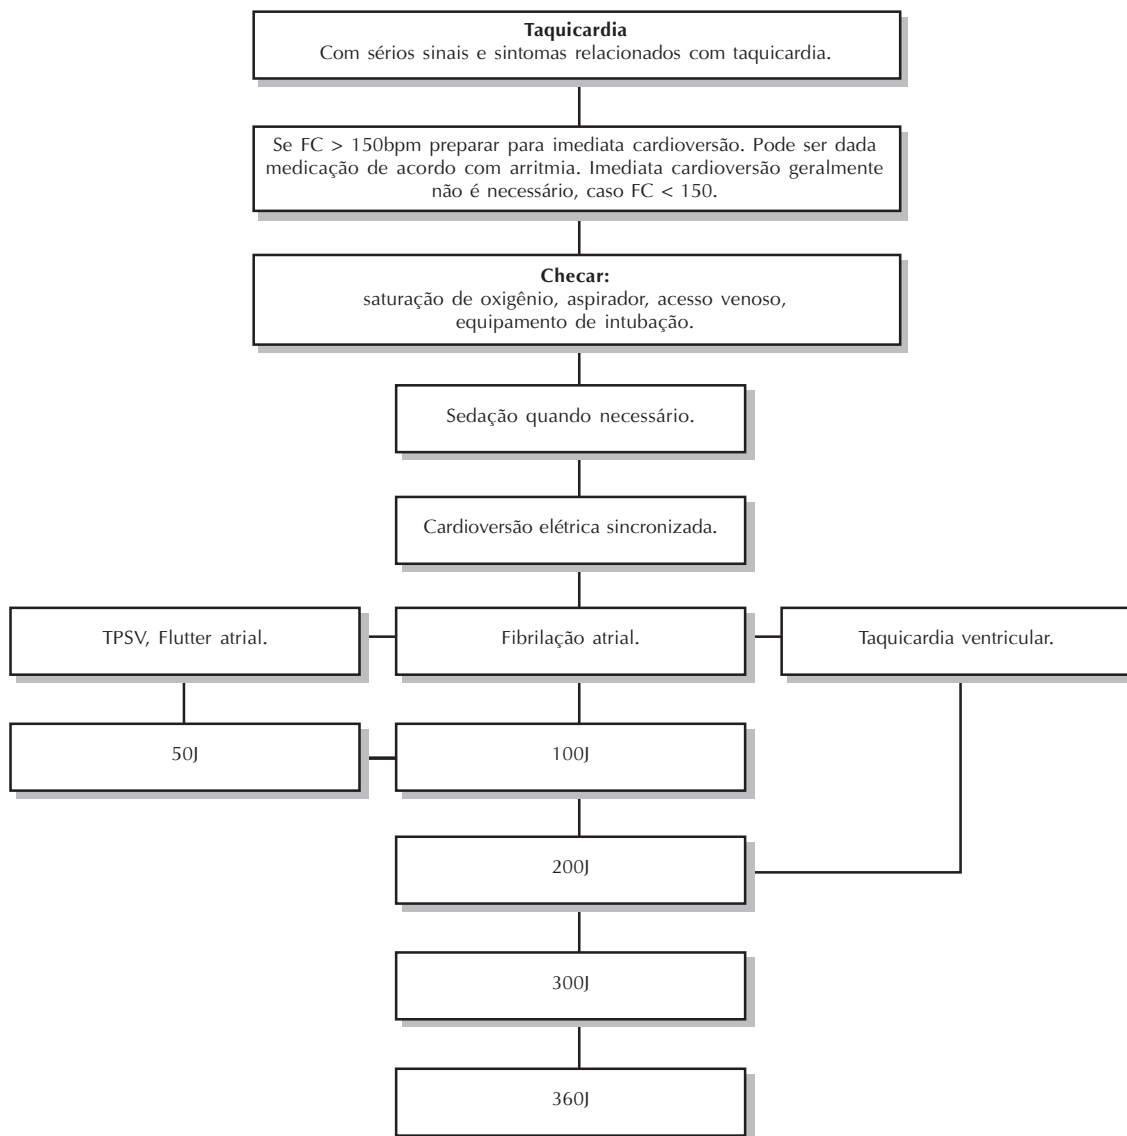 Taquicardia
Com sérios sinais e sintomas relacionados com taquicardia.
Se FC > 150bpm preparar para imediata cardioversão. Pode ser dada
medicação de acordo com arritmia. Imediata cardioversão geralmente
não é necessário, caso FC < 150.
Checar:
saturação de oxigênio, aspirador, acesso venoso,
equipamento de intubação.
Sedação quando necessário.
Cardioversão elétrica sincronizada.
TPSV, Flutter atrial.
Fibrilação atrial.
Taquicardia ventricular.
50J
100J
200J
300J
360J